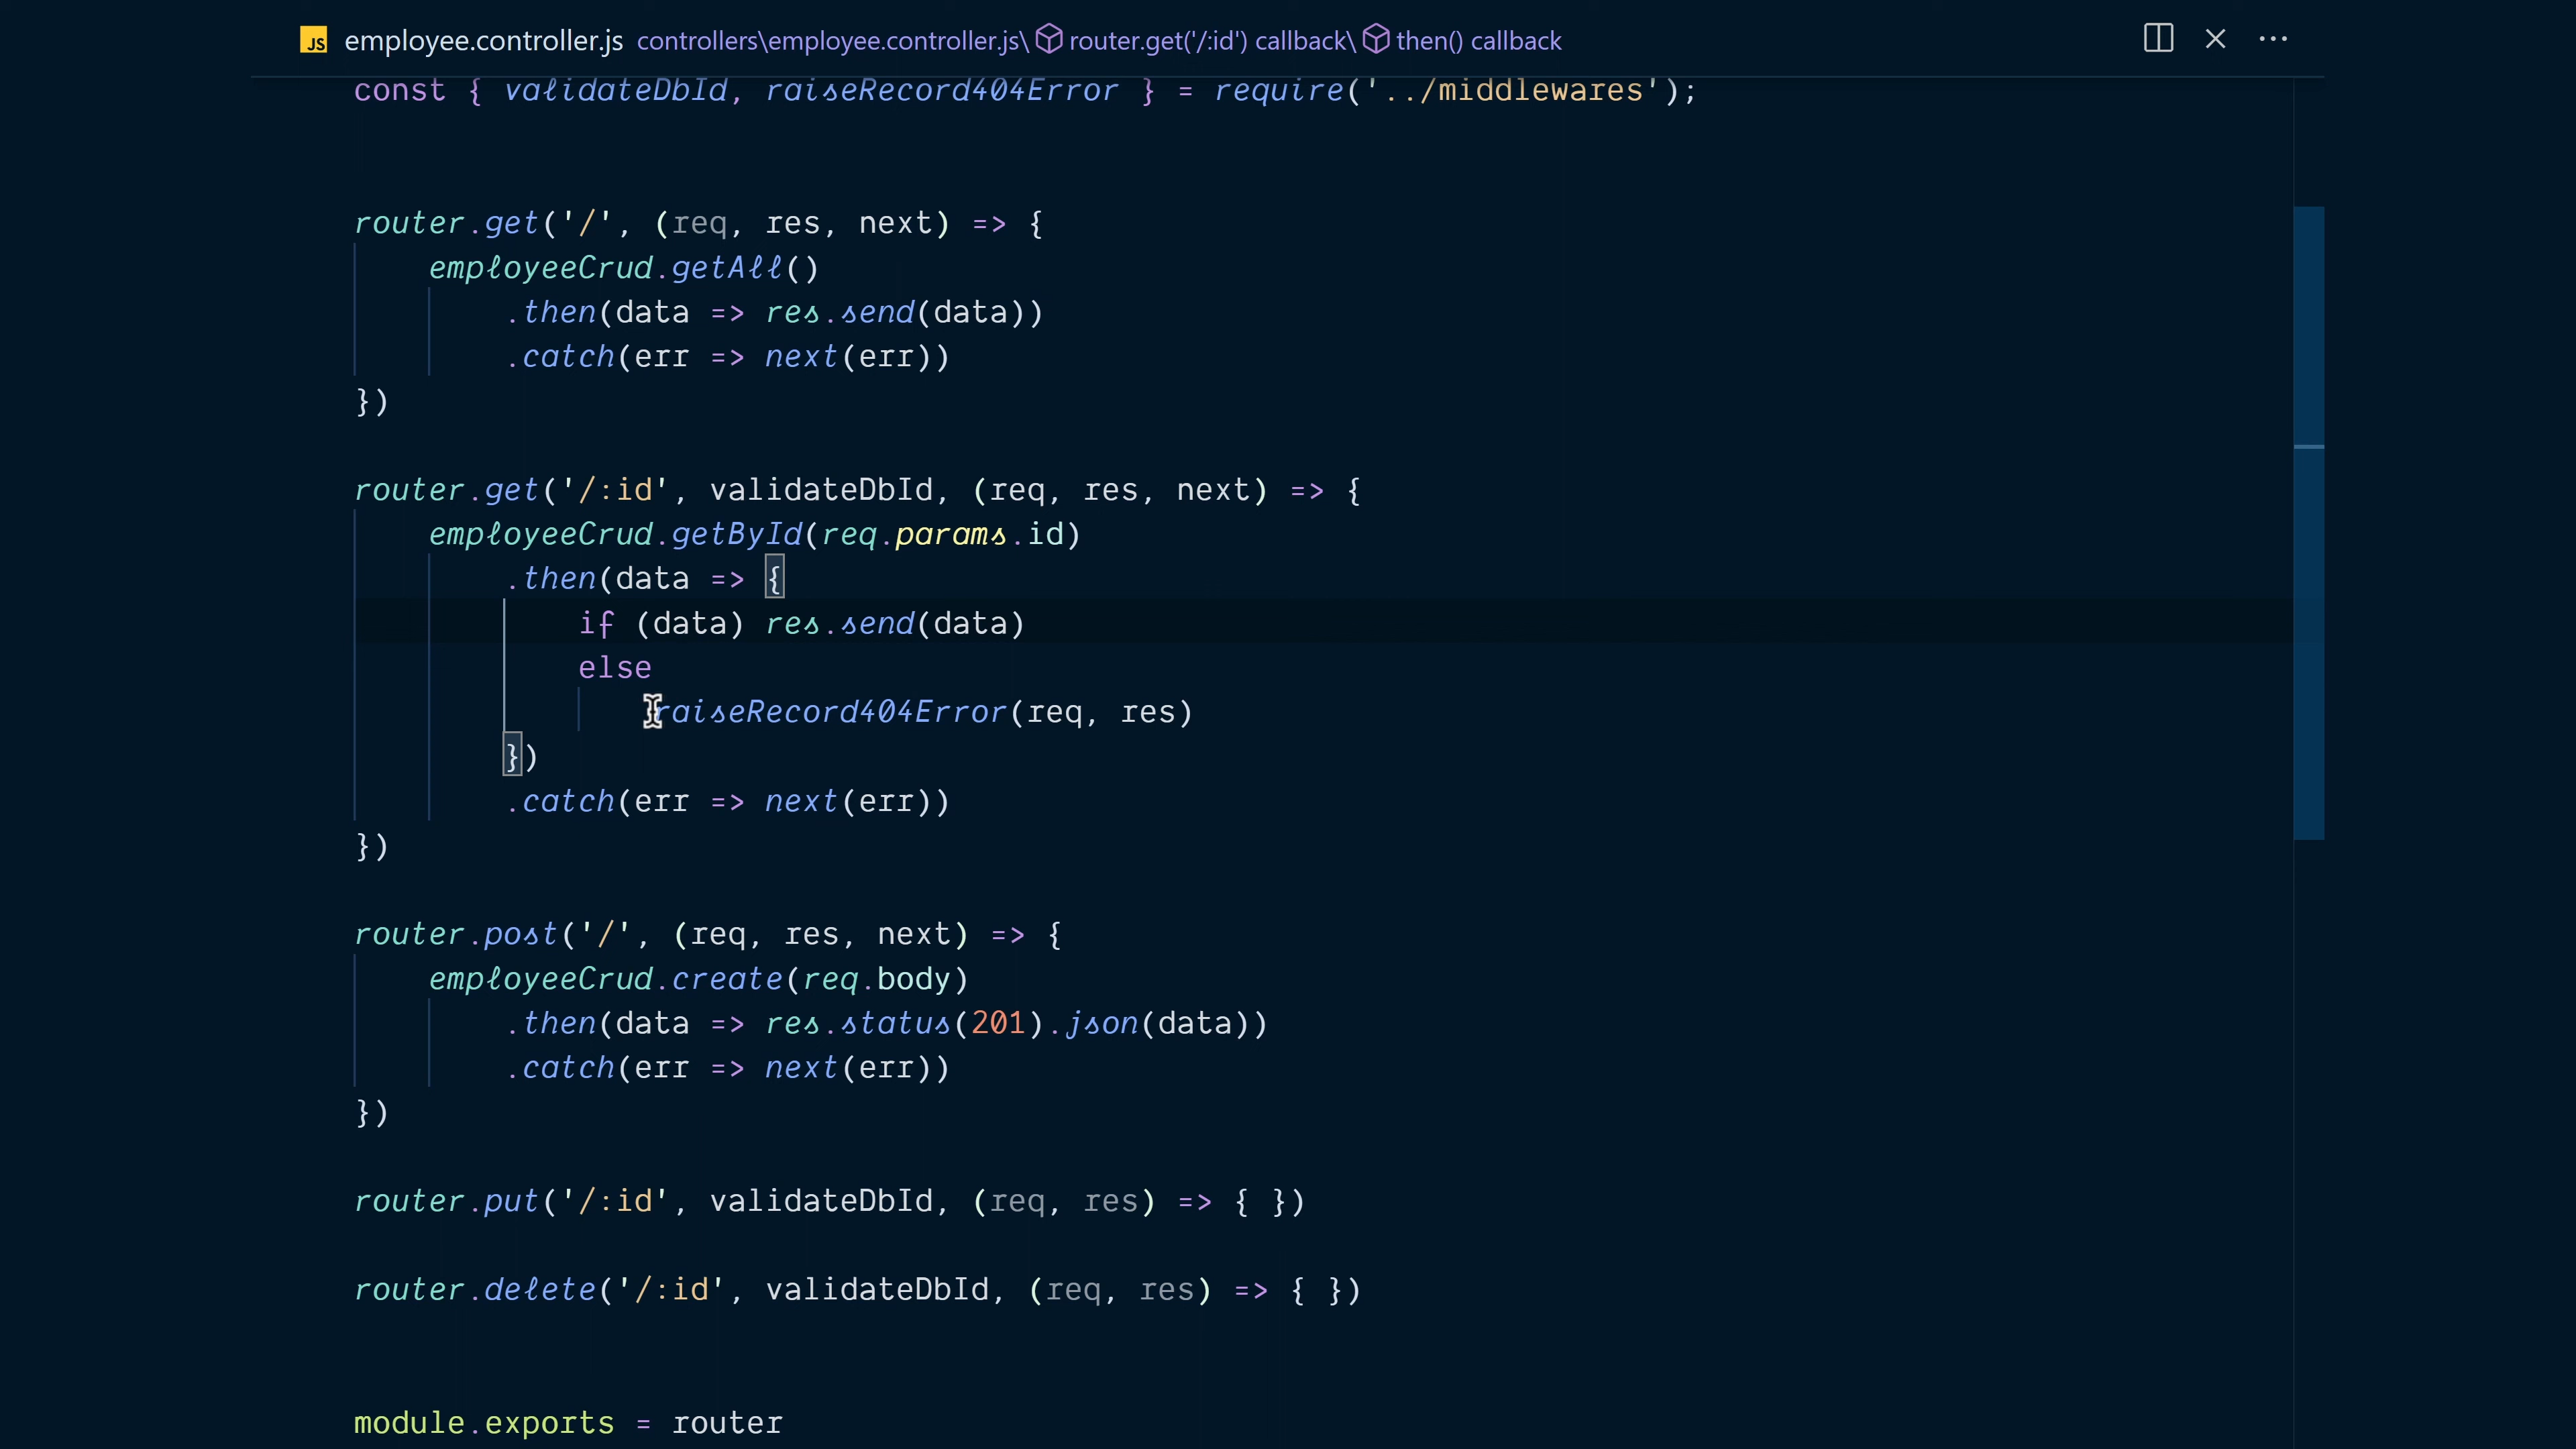 JS employee.controller.js controllers\employee.controller.js\ router.get('/:id') callback\ then() callback
const { validateDbId, raiseRecord404Error } = require('../middlewares');
router.get('/', (req, res, next) => {
employeeCrud.getAll()
.then(data => res.send(data))
.catch(err => next(err))
})
router.get('/:id', validateDbId, (req, res, next) => {
employeeCrud.getById(req.params.id)
.then(data => {
if (data) res.send(data)
else
raiseRecord404Error(req, res)
})
.catch(err => next(err))
})
router.post('/', (req, res, next) => {
employeeCrud.create(req.body)
.then(data => res.status(201).json(data))
.catch(err => next(err))
})
router.put('/:id', validateDbId, (req, res) => { })
router.delete('/:id', validateDbId, (req, res) => { })
module.exports = router